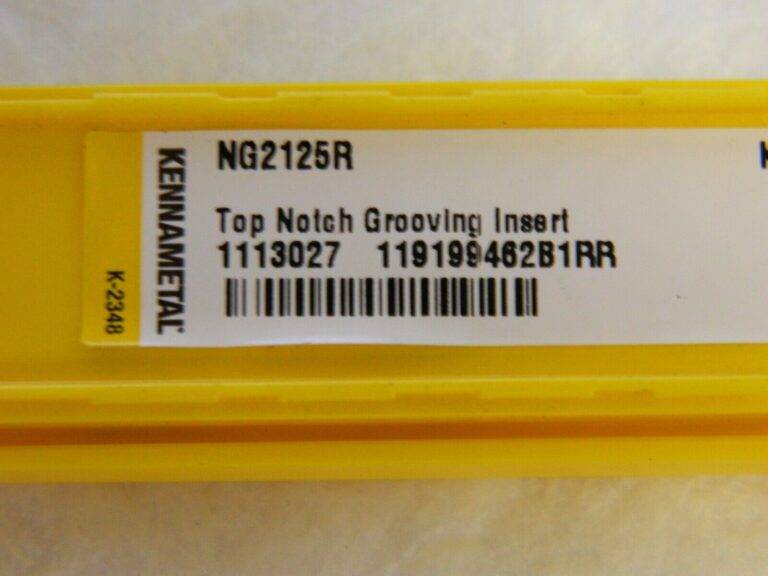 NG2125R
Top Notch Grooving Insert
1113027 119199462B1RR
KENNAMETAL
K-2348